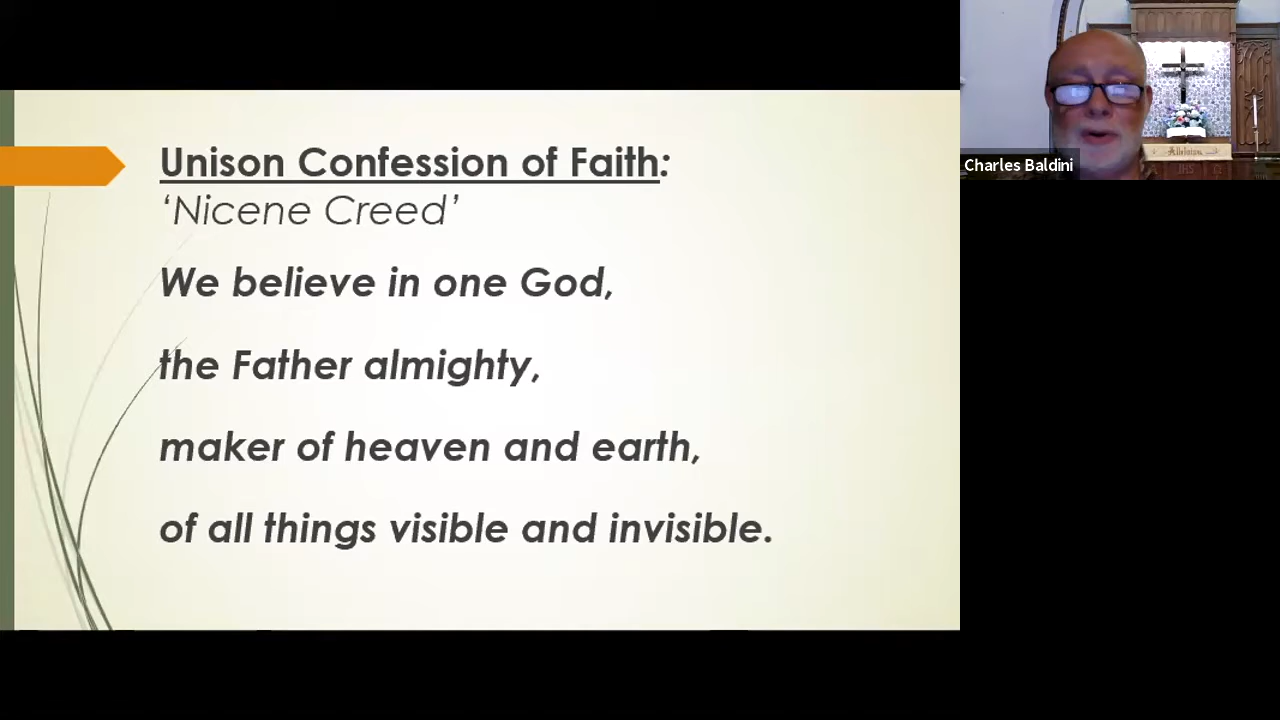 Unison Confession of Faith:
‘Nicene Creed’
We believe in one God,
the Father almighty,
maker of heaven and earth,
of all things visible and invisible.
Charles Baldini
Alleluia
IHS